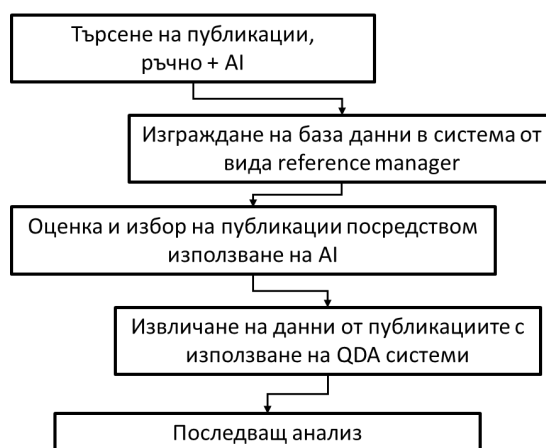 Търсене на публикации,
ръчно + AI
Изграждане на база данни в система от
вида reference manager
Оценка и избор на публикации посредством
използване на AI
Извличане на данни от публикациите с
използване на QDA системи
Последващ анализ